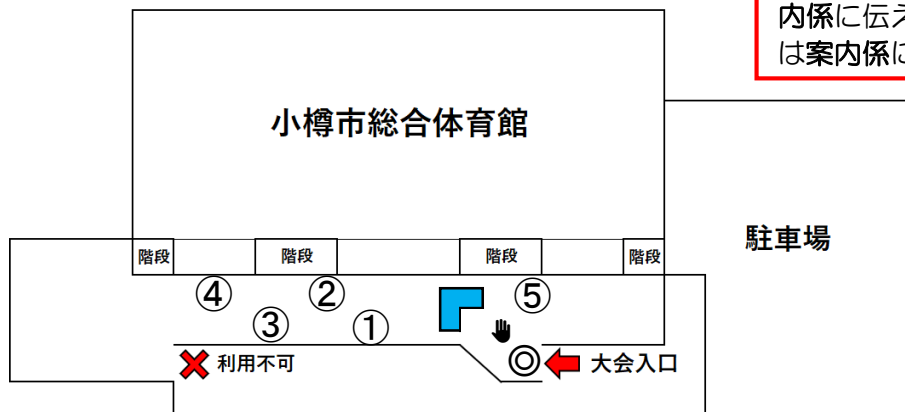 内係に伝え
は案内係に
小樽市総合体育館
駐車場
階段
階段
階段
階段
④
②
⑤
③
①
利用不可
◎
大会入口